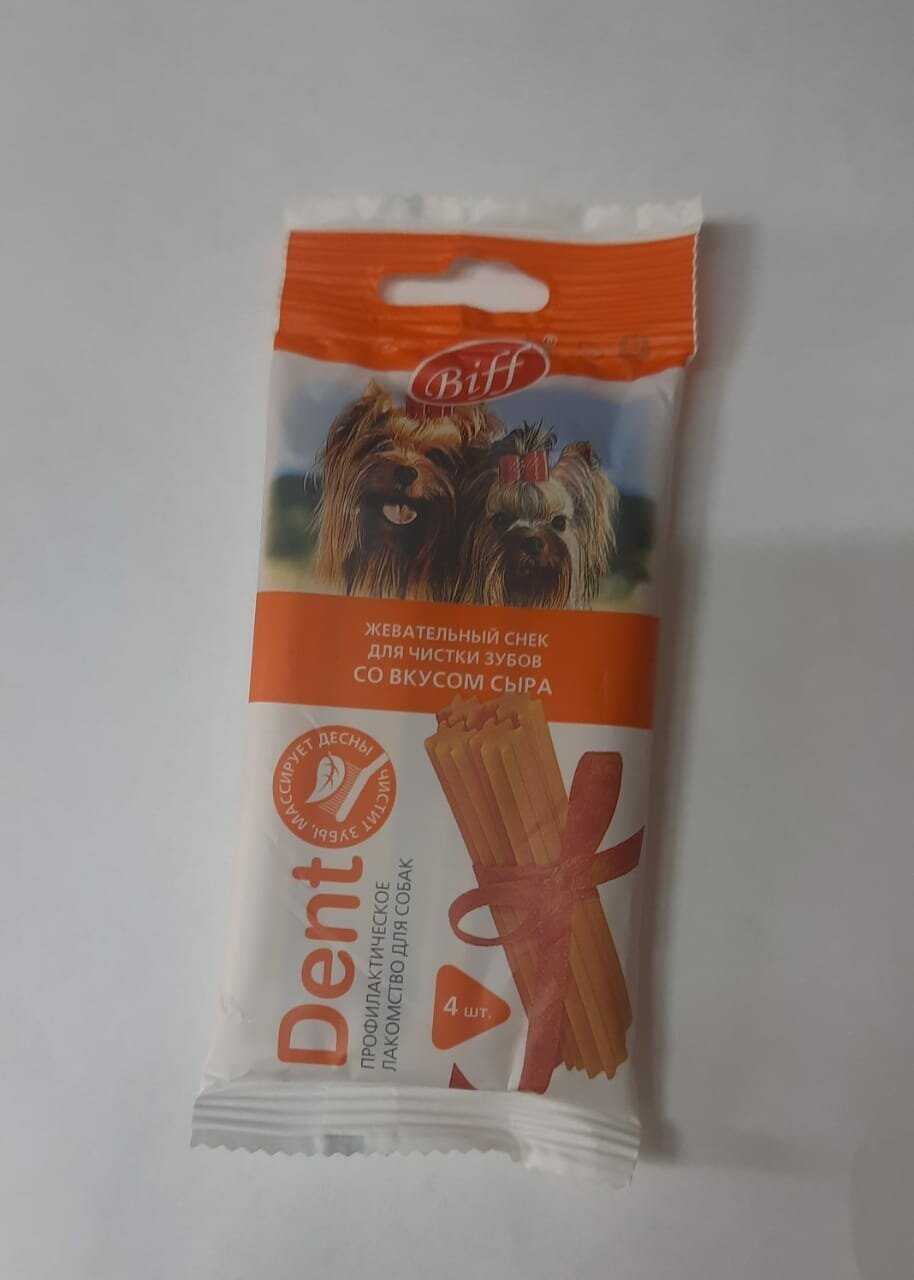 Biff
ЖЕВАТЕЛЬНЫЙ СНЕК
ДЛЯ ЧИСТКИ ЗУБОВ
СО ВКУСОМ СЫРА
ЧИСТИТ ЗУБЫ, МАССИРУЕТ ДЕСНЫ
Dent
ПРОФИЛАКТИЧЕСКОЕ
ЛАКОМСТВО ДЛЯ СОБАК
4 шт.